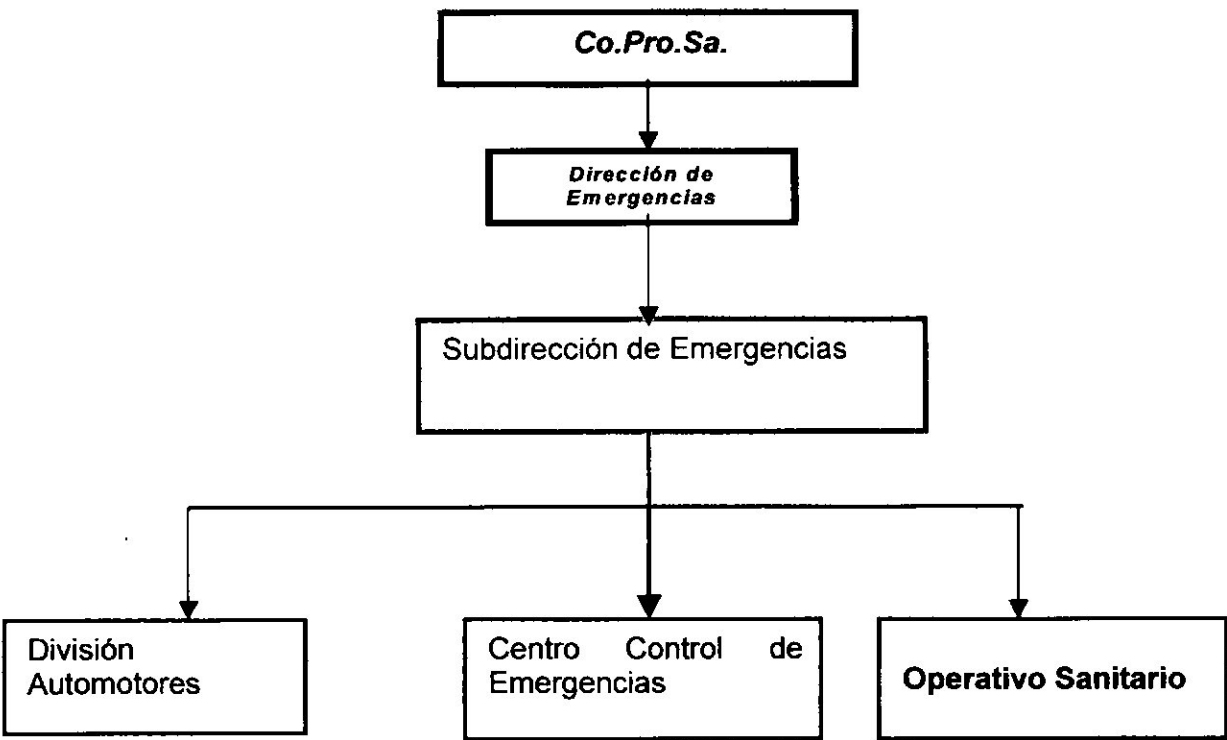 Co.Pro.Sa.
Dirección de
Emergencias
Subdirección de Emergencias
División
Automotores
Centro Control de
Emergencias
Operativo Sanitario